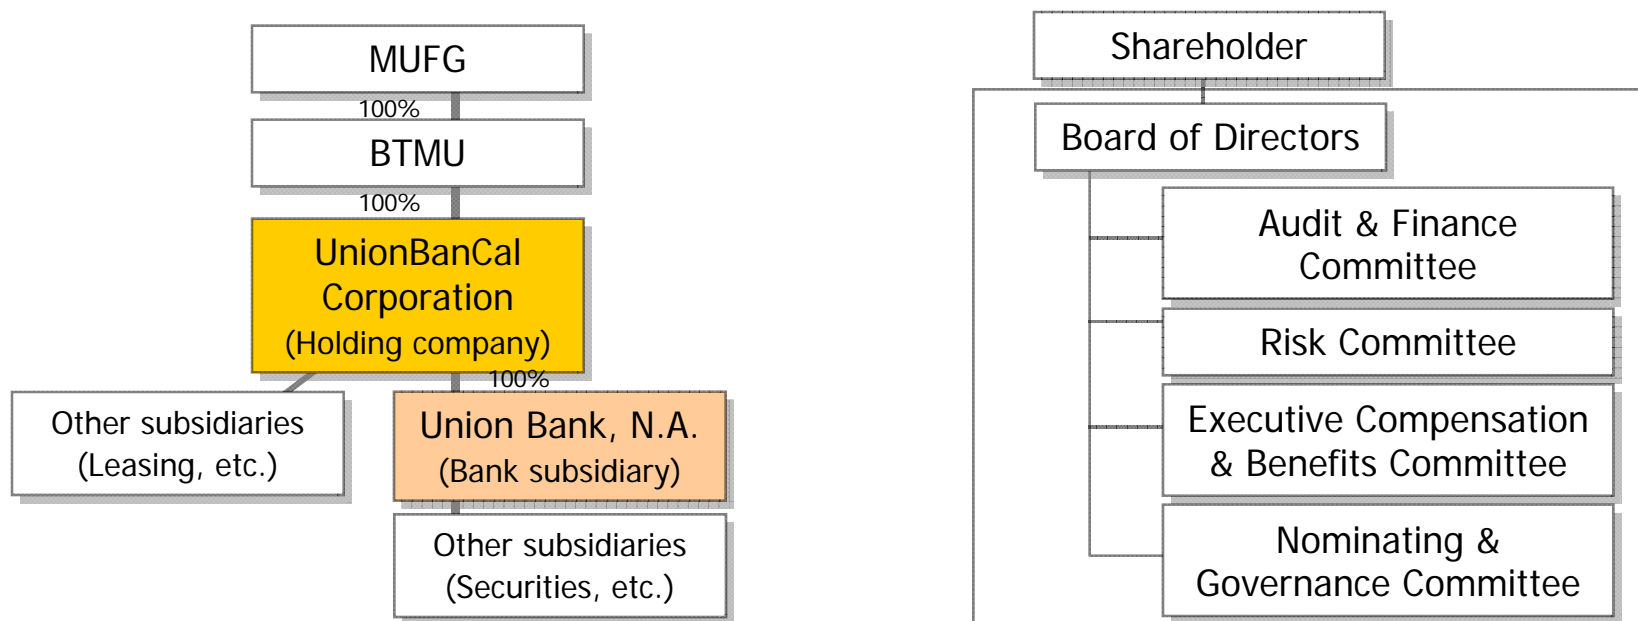 MUFG
100%
BTMU
100%
UnionBanCal
Corporation
(Holding company)
100%
Other subsidiaries
(Leasing, etc.)
Union Bank, N.A.
(Bank subsidiary)
Other subsidiaries
(Securities, etc.)
Shareholder
Board of Directors
Audit & Finance
Committee
Risk Committee
Executive Compensation
& Benefits Committee
Nominating &
Governance Committee